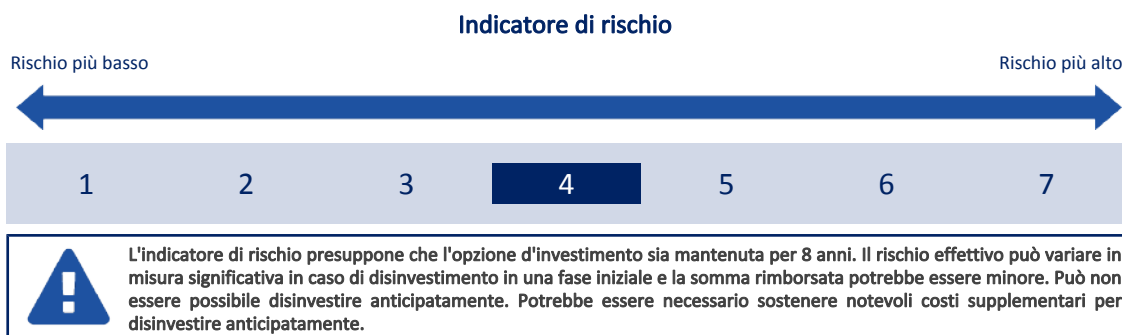 Indicatore di rischio
Rischio più basso
Rischio più alto
1 2 3 4 5 6 7
L'indicatore di rischio presuppone che l'opzione d'investimento sia mantenuta per 8 anni. Il rischio effettivo può variare in
misura significativa in caso di disinvestimento in una fase iniziale e la somma rimborsata potrebbe essere minore. Può non
essere possibile disinvestire anticipatamente. Potrebbe essere necessario sostenere notevoli costi supplementari per
disinvestire anticipatamente.